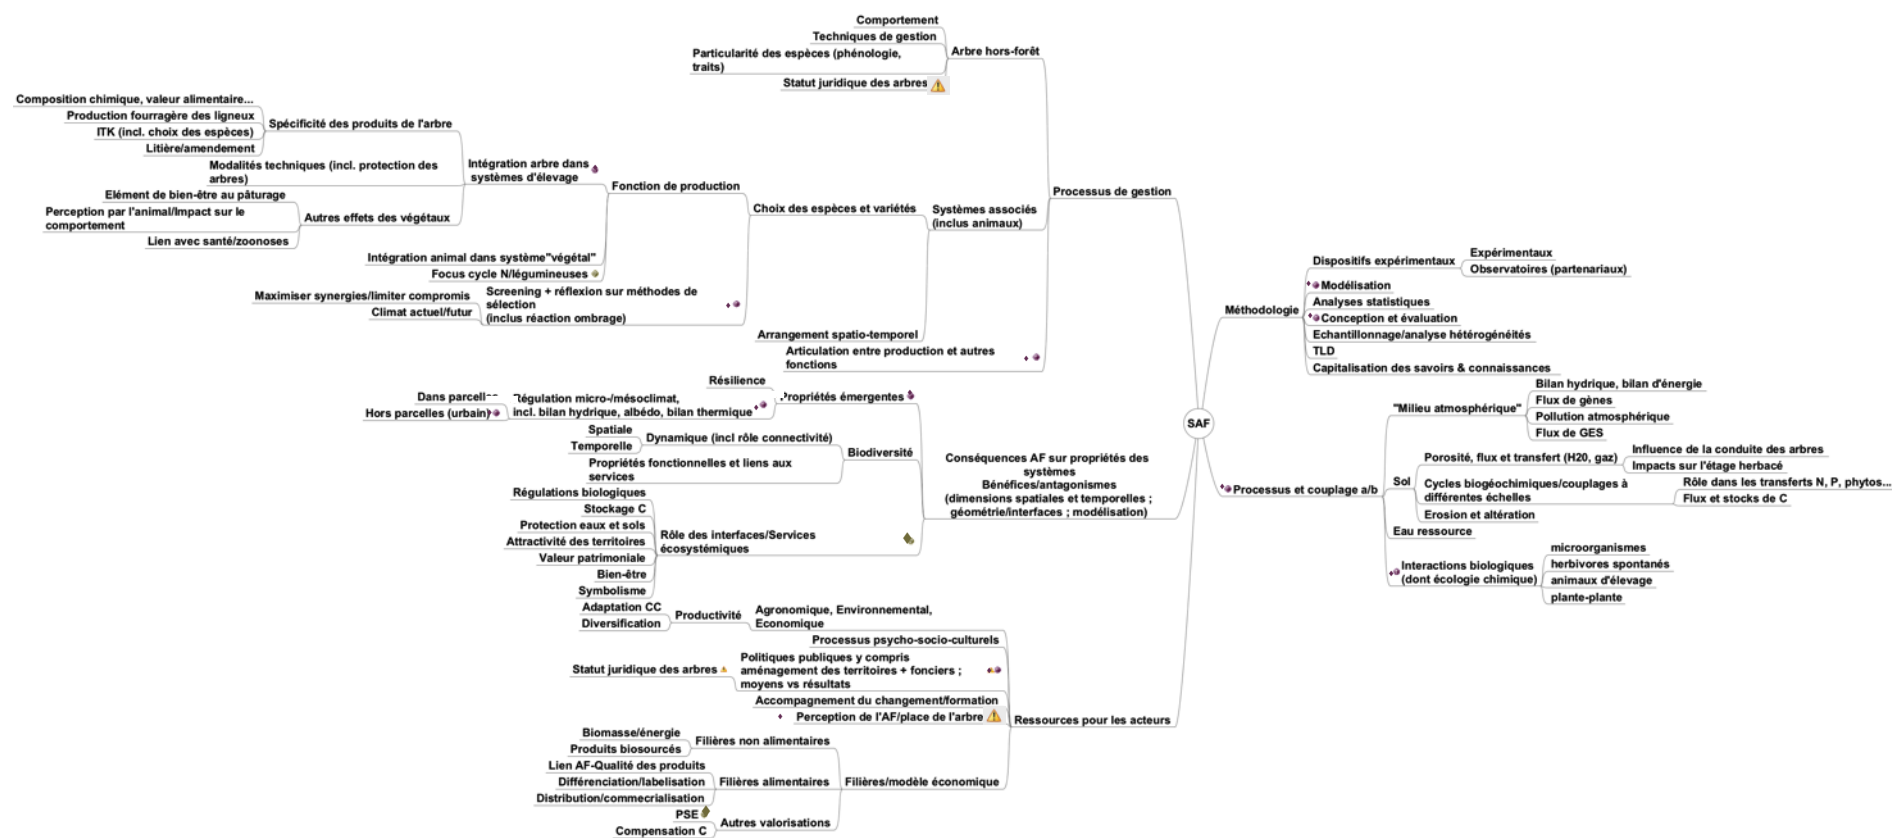 Comportement
Techniques de gestion
Particularité des espèces (phénologie,
traits)
Statut juridique des arbres
Arbre hors-forêt
Composition chimique, valeur alimentaire...
Production fourragère des ligneux
ITK (incl. choix des espèces)
Litière/amendement
Spécificité des produits de l'arbre
Modalités techniques (incl. protection des
arbres)
Elément de bien-être au pâturage
Perception par l'animal/Impact sur le
comportement
Lien avec santé/zoonoses
Autres effets des végétaux
Intégration arbre dans
systèmes d'élevage
Intégration animal dans système"végétal"
Focus cycle N/légumineuses
Fonction de production
Maximiser synergies/limiter compromis
Climat actuel/futur
Screening + réflexion sur méthodes de
sélection
(inclus réaction ombrage)
Choix des espèces et variétés
Arrangement spatio-temporel
Systèmes associés
(inclus animaux)
Articulation entre production et autres
fonctions
Processus de gestion
Résilience
Dans parcelles
Hors parcelles (urbain)
Régulation micro-/mésoclimat,
incl. bilan hydrique, albédo, bilan thermique
Propriétés émergentes
Spatiale
Temporelle
Dynamique (incl rôle connectivité)
Propriétés fonctionnelles et liens aux
services
Biodiversité
Régulations biologiques
Stockage C
Protection eaux et sols
Attractivité des territoires
Valeur patrimoniale
Bien-être
Symbolisme
Rôle des interfaces/Services
écosystémiques
Conséquences AF sur propriétés des
systèmes
Bénéfices/antagonismes
(dimensions spatiales et temporelles ;
géométrie/interfaces ; modélisation)
Adaptation CC
Diversification
Productivité
Agronomique, Environnemental,
Economique
Processus psycho-socio-culturels
Statut juridique des arbres
Politiques publiques y compris
aménagement des territoires + fonciers ;
moyens vs résultats
Accompagnement du changement/formation
Perception de l'AF/place de l'arbre
Biomasse/énergie
Produits biosourcés
Filières non alimentaires
Lien AF-Qualité des produits
Différenciation/labelisation
Distribution/commecrialisation
Filières alimentaires
PSE
Compensation C
Autres valorisations
Filières/modèle économique
Ressources pour les acteurs
SAF
Méthodologie
Dispositifs expérimentaux
Expérimentaux
Observatoires (partenariaux)
Modélisation
Analyses statistiques
Conception et évaluation
Echantillonnage/analyse hétérogénéités
TLD
Capitalisation des savoirs & connaissances
Processus et couplage a/b
"Milieu atmosphérique"
Bilan hydrique, bilan d'énergie
Flux de gènes
Pollution atmosphérique
Flux de GES
Sol
Porosité, flux et transfert (H20, gaz)
Influence de la conduite des arbres
Impacts sur l'étage herbacé
Cycles biogéochimiques/couplages à
différentes échelles
Rôle dans les transferts N, P, phytos...
Flux et stocks de C
Erosion et altération
Eau ressource
Interactions biologiques
(dont écologie chimique)
microorganismes
herbivores spontanés
animaux d'élevage
plante-plante